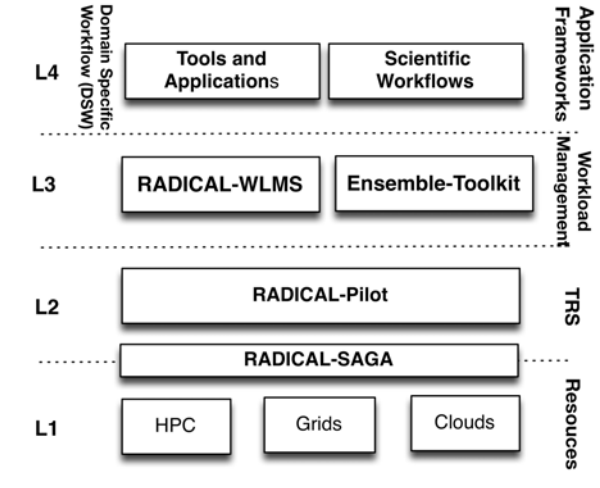 Domain Specific
Workflow (DSW)
Application
Frameworks
L4
Tools and
Applications
Scientific
Workflows
Workload
Management
L3
RADICAL-WLMS
Ensemble-Toolkit
L2
RADICAL-Pilot
TRS
RADICAL-SAGA
Resouces
L1
HPC
Grids
Clouds